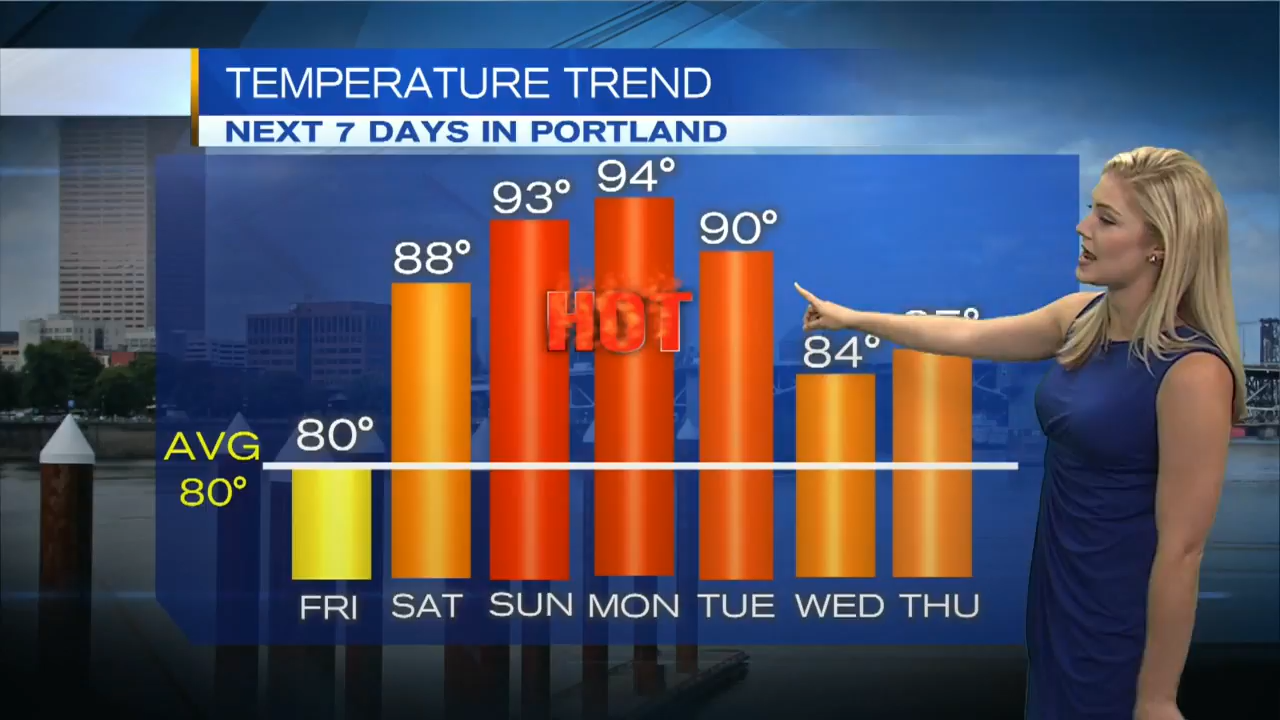 TEMPERATURE TREND
NEXT 7 DAYS IN PORTLAND
94°
93°
90°
88°
HOT
84°
80°
AVG
80°
FRI SAT SUN MON TUE WED THU